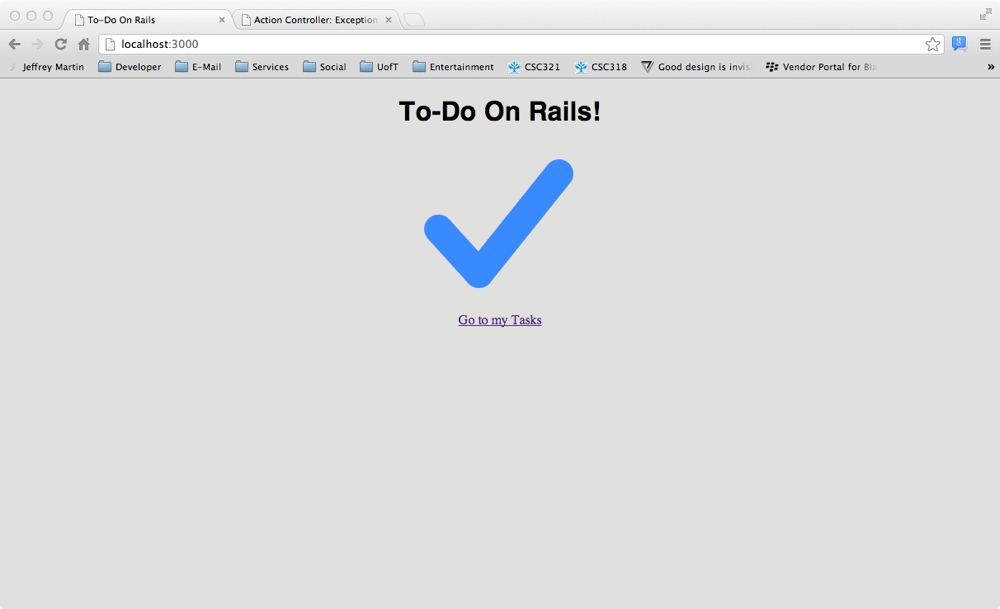 To-Do On Rails
Action Controller: Exception
localhost:3000
Jeffrey Martin
Developer
E-Mail
Services
Social
UofT
Entertainment
CSC321
CSC318
Good design is invis
Vendor Portal for Bla
»
To-Do On Rails!
Go to my Tasks